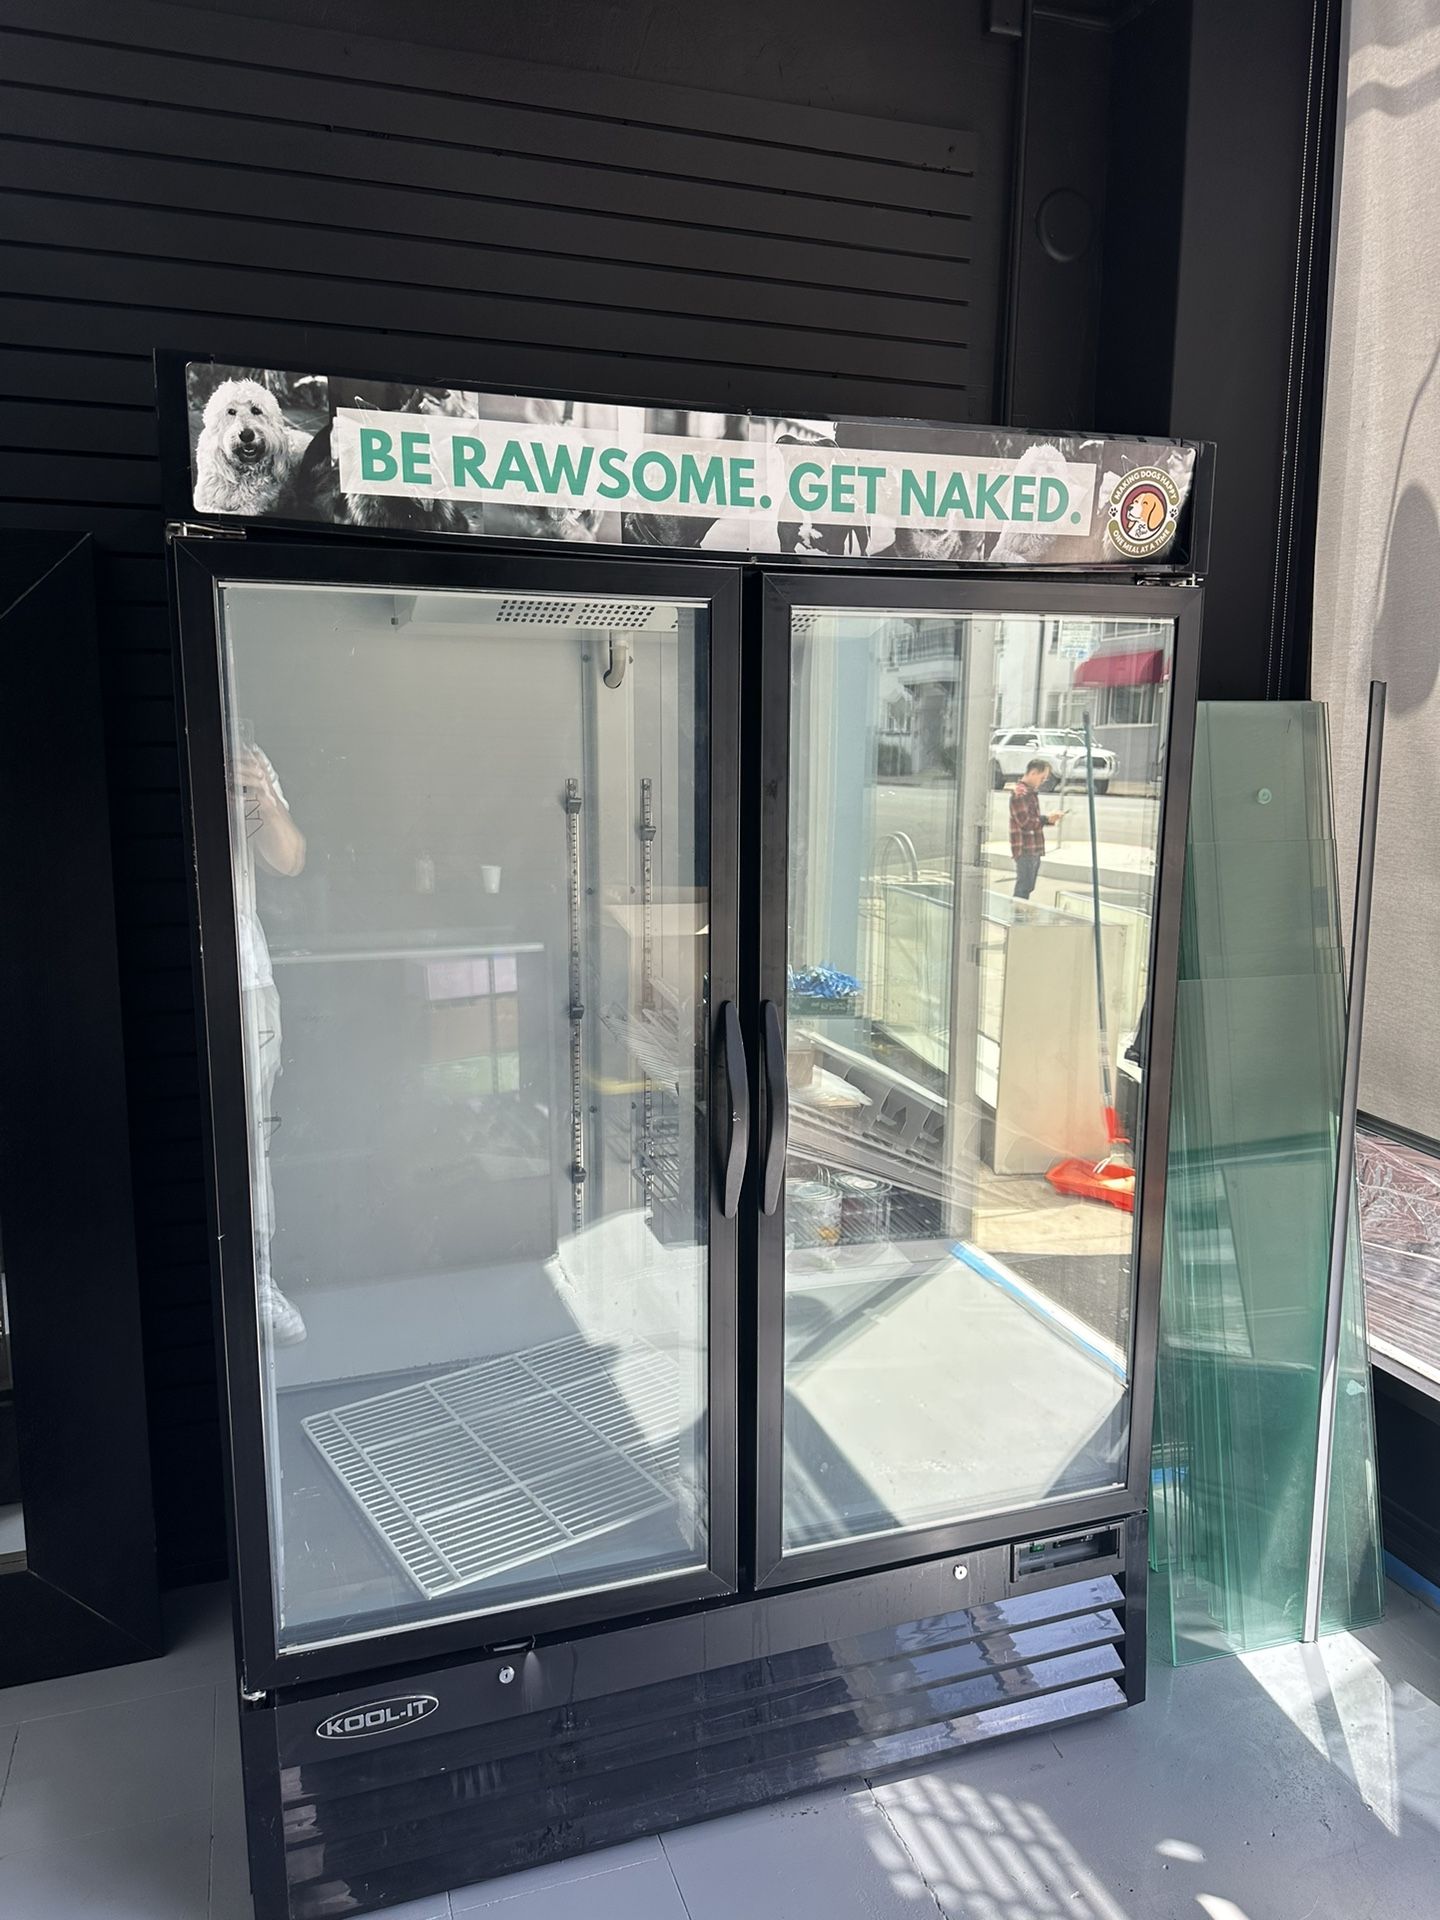 BE RAWSOME. GET NAKED.
MAKING DOGS HAPPY
ONE MEAL AT A TIME
KOOL-IT